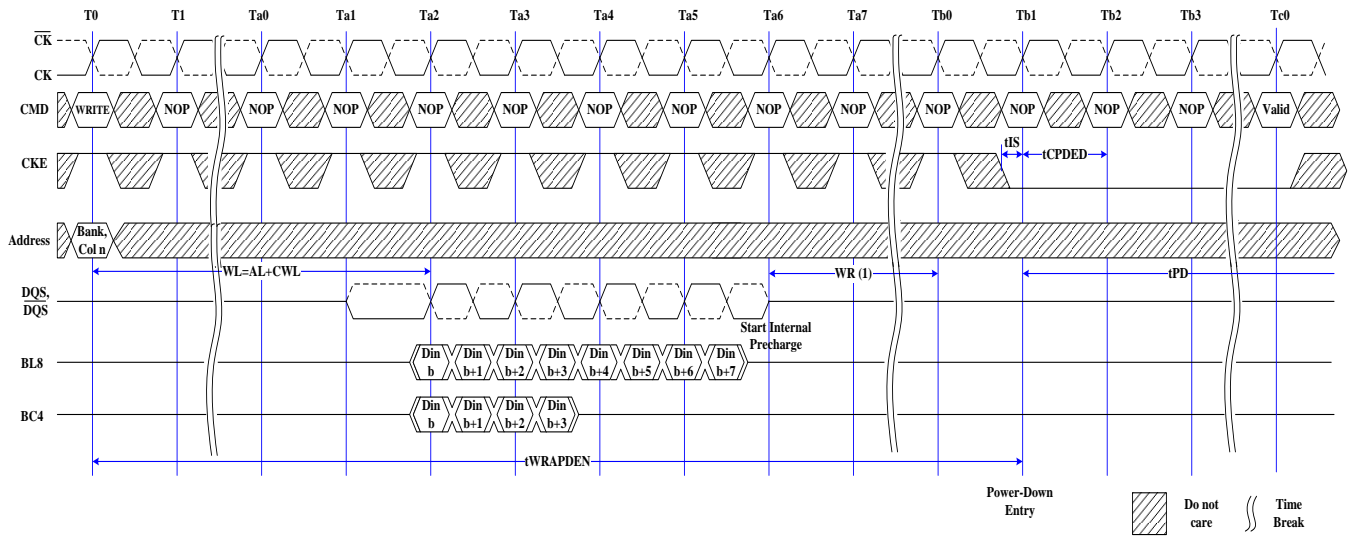 T0 T1 Ta0 Ta1 Ta2 Ta3 Ta4 Ta5 Ta6 Ta7 Tb0 Tb1 Tb2 Tb3 Tc0
CK
CK
CMD WRITE NOP NOP NOP NOP NOP NOP NOP NOP NOP NOP NOP NOP NOP Valid
tIS
CKE tCPDED
Address Bank,
Col n
WL=AL+CWL WR (1) tPD
DQS,
DQS
Start Internal
Precharge
BL8 Din Din Din Din Din Din Din Din
b b+1 b+2 b+3 b+4 b+5 b+6 b+7
BC4 Din Din Din Din
b b+1 b+2 b+3
tWRAPDEN
Power-Down
Entry
Do not
care
Time
Break